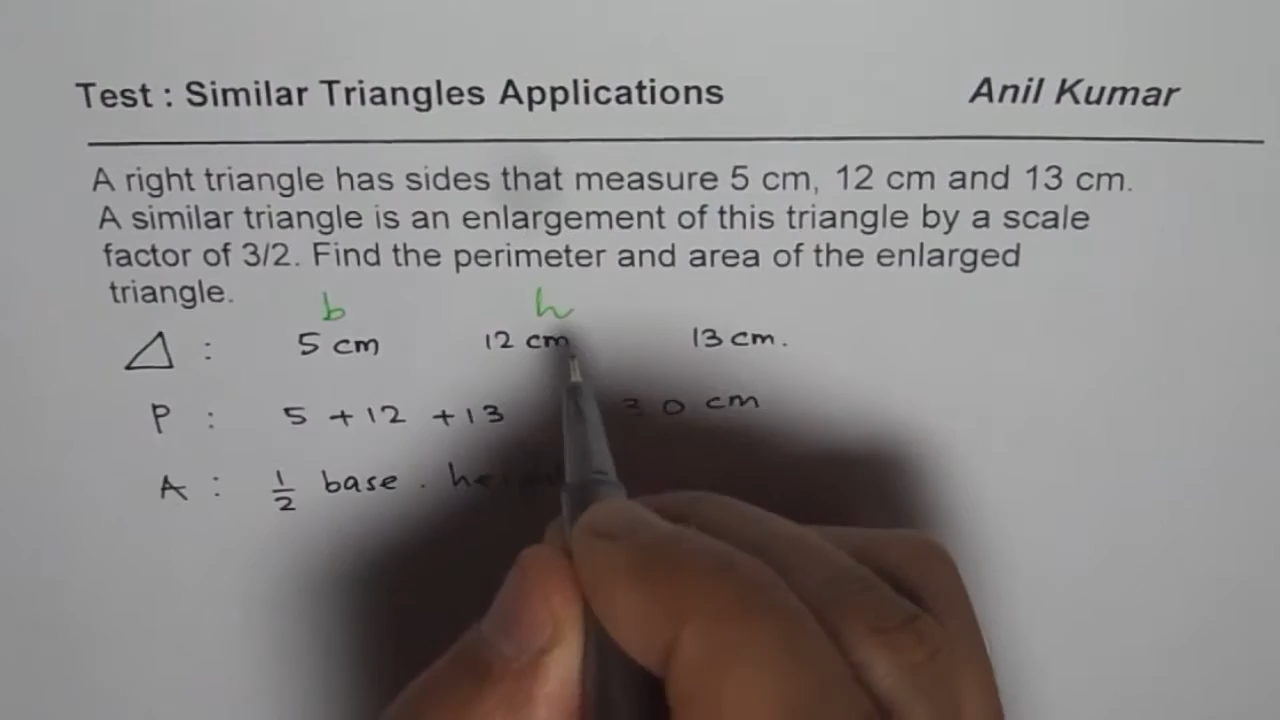 Test : Similar Triangles Applications Anil Kumar
A right triangle has sides that measure 5 cm, 12 cm and 13 cm.
A similar triangle is an enlargement of this triangle by a scale
factor of 3/2. Find the perimeter and area of the enlarged
triangle.
b h
△ : 5 cm 12 cm 13 cm.
P : 5 + 12 + 13 30 cm
A : 1/2 base .